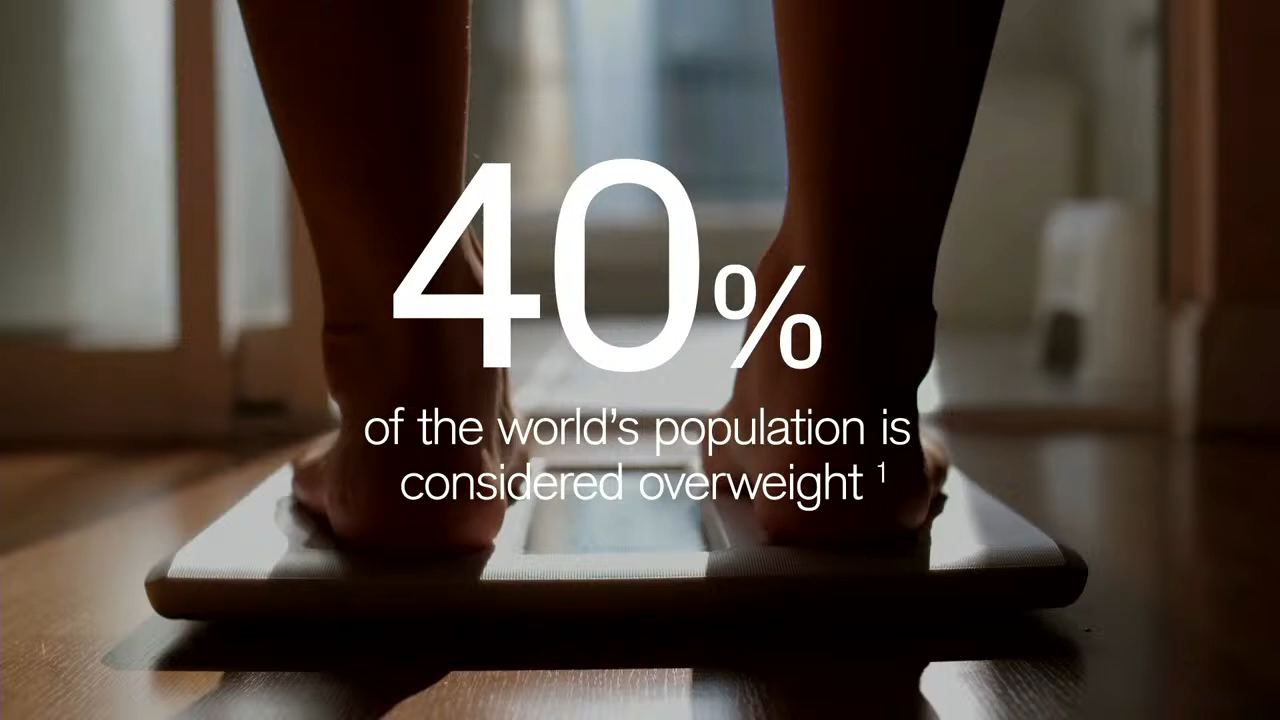 40%
of the world’s population is
considered overweight ¹